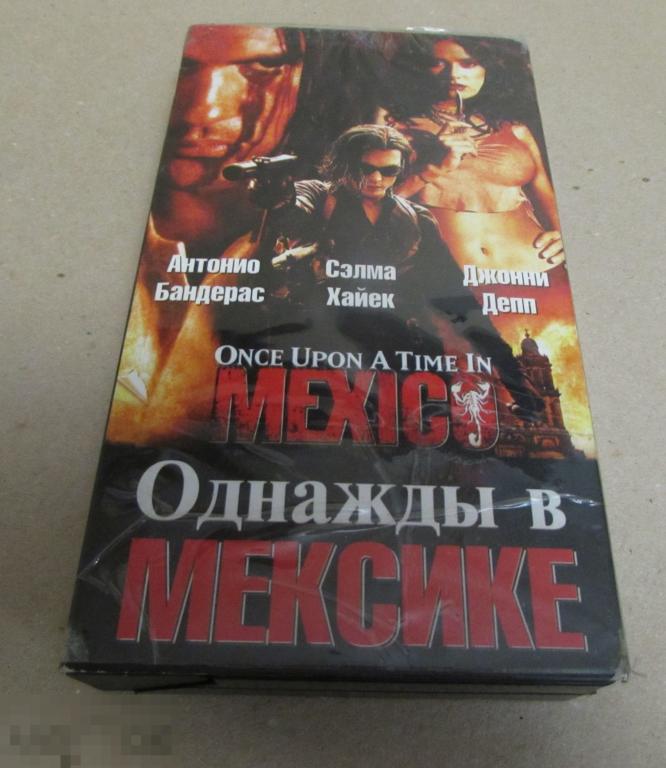 Антонио
Бандерас
Сэлма
Хайек
Джонни
Депп
ONCE UPON A TIME IN
MEXICO
Однажды в
МЕКСИКЕ